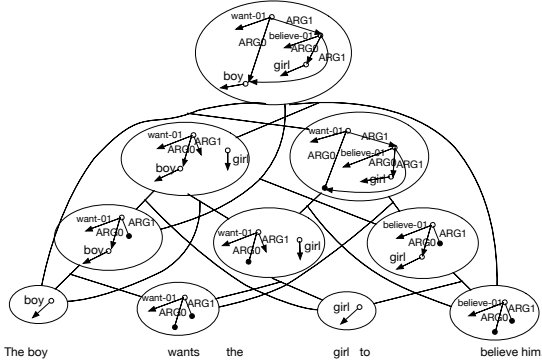 want-01 ARG1
ARG0 believe-01
ARG0
ARG1
boy girl
want-01 ARG1
ARG0
boy girl
want-01 ARG1
ARG0 believe-01
ARG0 ARG1
girl
want-01 ARG1
ARG0
boy
want-01 ARG1
ARG0
girl
believe-01 ARG1
ARG0
girl
boy
want-01 ARG1
ARG0
girl
believe-01 ARG1
ARG0
The boy wants the girl to believe him